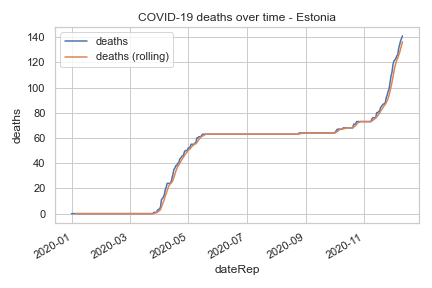 COVID-19 deaths over time - Estonia
deaths
deaths (rolling)
140
120
100
80
60
40
20
0
deaths
2020-01
2020-03
2020-05
2020-07
2020-09
2020-11
dateRep